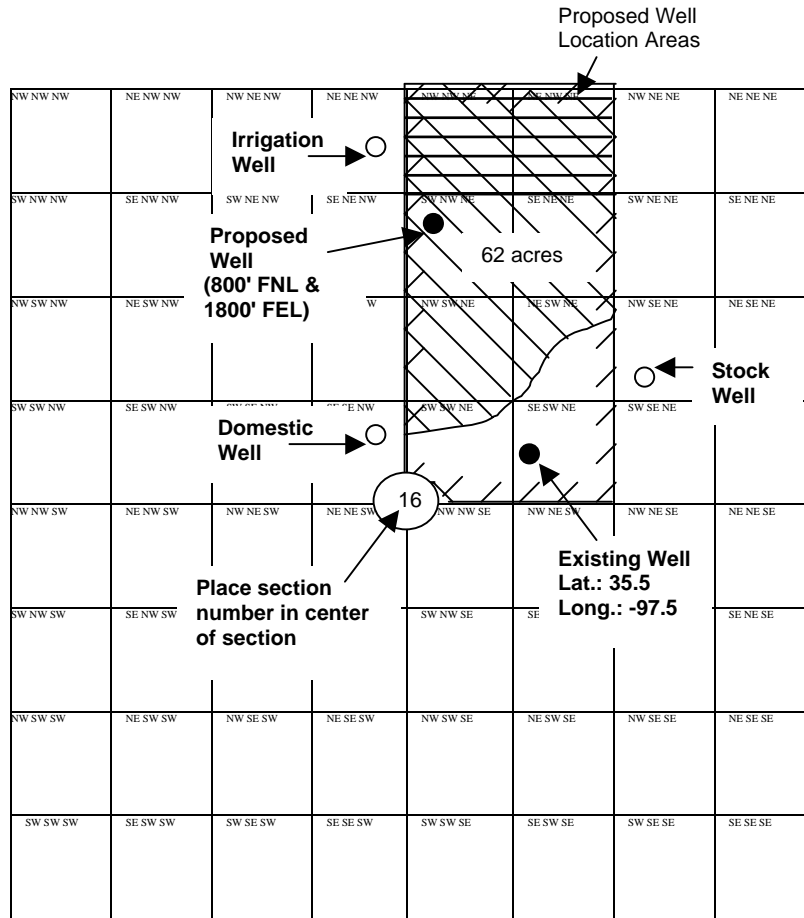 Proposed Well
Location Areas
NW NW NW
NE NW NW
NW NE NW
NE NE NW
NW NW NE
NE NW NE
NW NE NE
NE NE NE
Irrigation
Well
SW NW NW
SE NW NW
SW NE NW
SE NE NW
SW NW NE
SE NE NE
SW NE NE
SE NE NE
Proposed
Well
(800' FNL &
1800' FEL)
62 acres
NW SW NW
NE SW NW
W
NW SW NE
NE SW NE
NW SE NE
NE SE NE
Stock
Well
SW SW NW
SE SW NW
SE NW
SW SW NE
SE SW NE
SW SE NE
Domestic
Well
16
NW NW SW
NE NW SW
NW NE SW
NE NE SW
NW NW SE
NW NE SW
NW NE SE
NE NE SE
Existing Well
Lat.: 35.5
Long.: -97.5
Place section
number in center
of section
SW NW SW
SE NW SW
SW NW SE
SE
SE NE SE
NW SW SW
NE SW SW
NW SE SW
NE SE SW
NW SW SE
NE SW SE
NW SE SE
NE SE SE
SW SW SW
SE SW SW
SW SE SW
SE SE SW
SW SW SE
SE SW SE
SW SE SE
SE SE SE